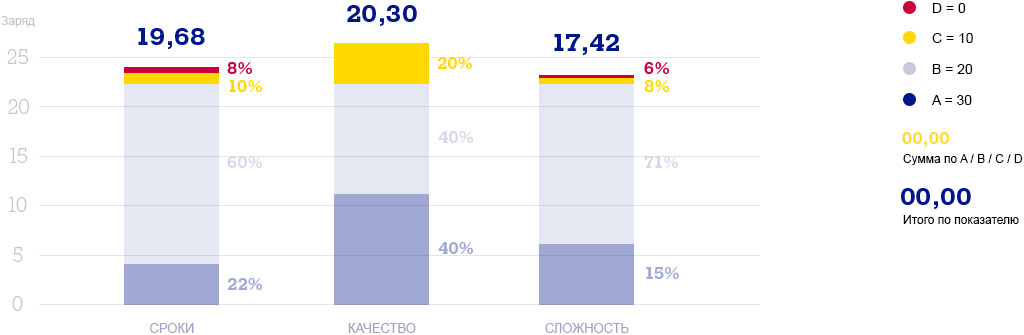 Заряд
25
20
15
10
5
0
19,68
8%
10%
60%
22%
СРОКИ
20,30
20%
40%
40%
КАЧЕСТВО
17,42
6%
8%
71%
15%
СЛОЖНОСТЬ
D = 0
C = 10
B = 20
A = 30
00,00
Сумма по A / B / C / D
00,00
Итого по показателю